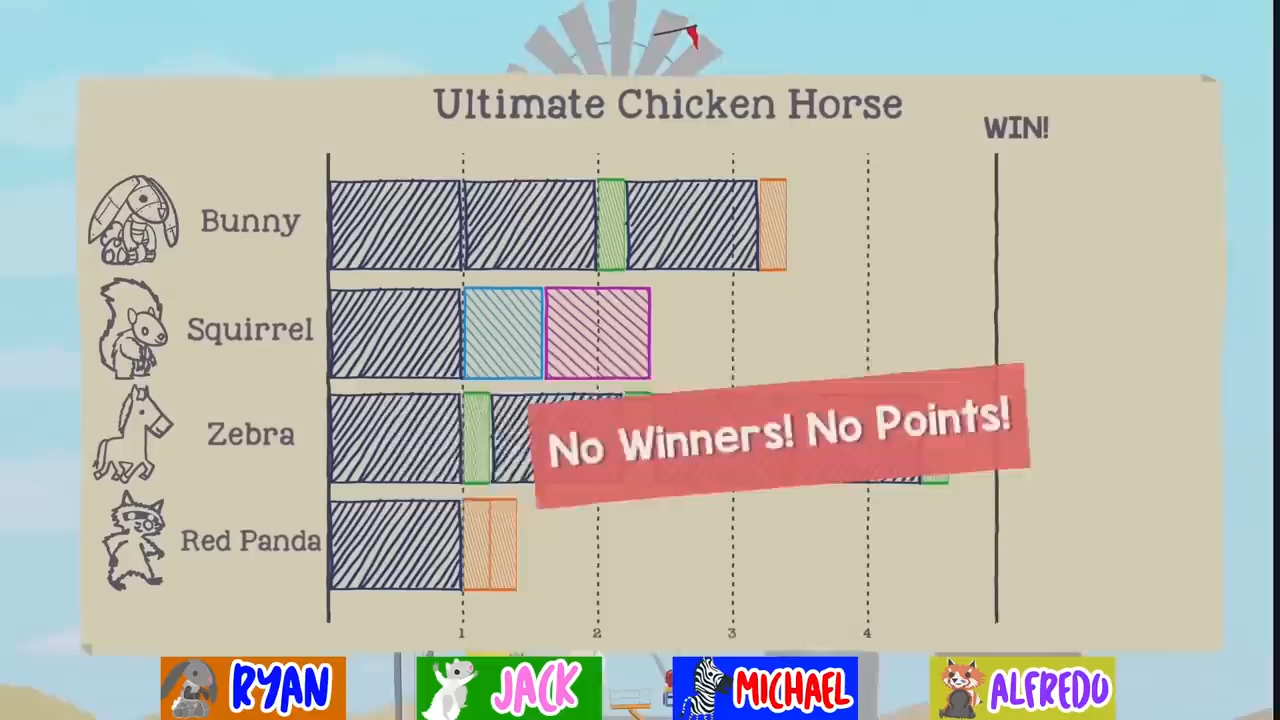 Ultimate Chicken Horse
WIN!
Bunny
Squirrel
Zebra
No Winners! No Points!
Red Panda
1 2 3 4
RYAN JACK MICHAEL ALFREDO